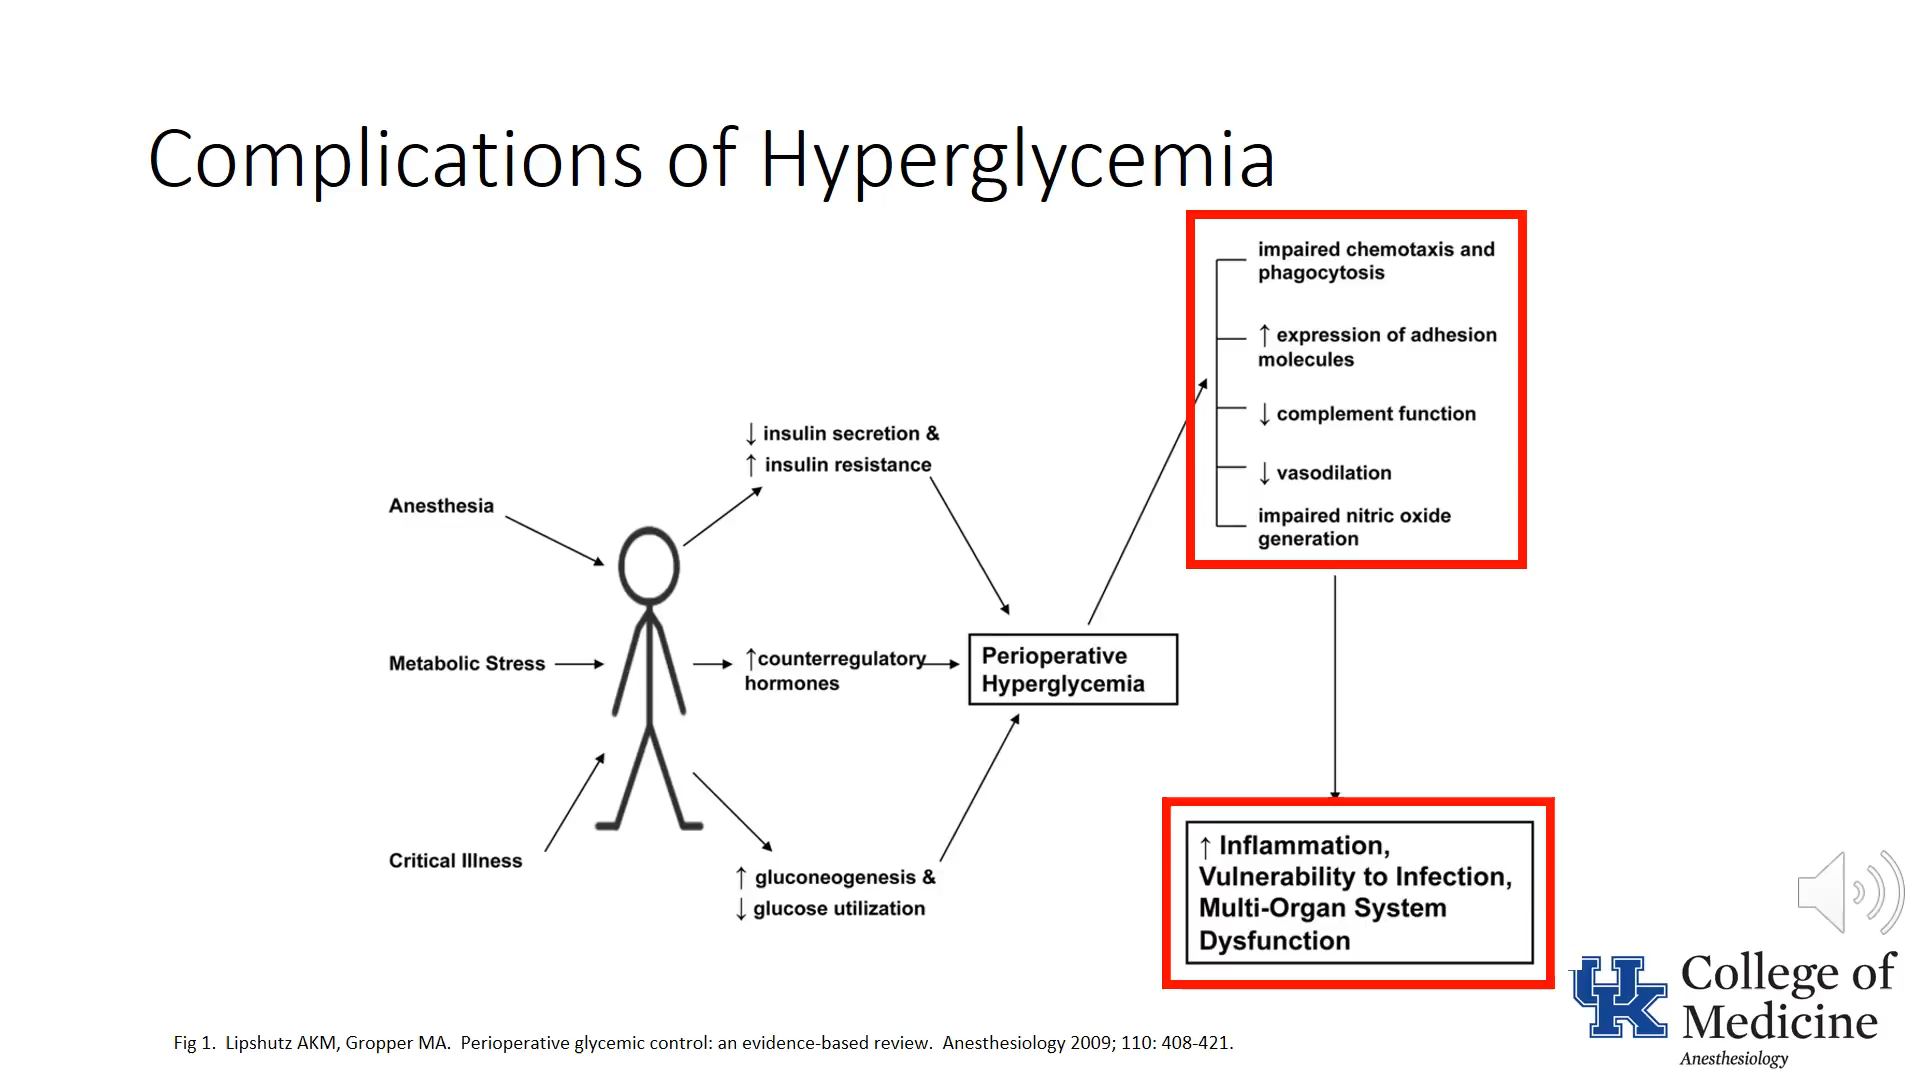 Complications of Hyperglycemia
impaired chemotaxis and
phagocytosis
↑ expression of adhesion
molecules
↓ complement function
↓ vasodilation
impaired nitric oxide
generation
↓ insulin secretion &
↑ insulin resistance
Anesthesia
Metabolic Stress
Critical Illness
↑counterregulatory
hormones
↑ gluconeogenesis &
↓ glucose utilization
Perioperative
Hyperglycemia
↑ Inflammation,
Vulnerability to Infection,
Multi-Organ System
Dysfunction
Fig 1. Lipshutz AKM, Gropper MA. Perioperative glycemic control: an evidence-based review. Anesthesiology 2009; 110: 408-421.
UK
College of
Medicine
Anesthesiology